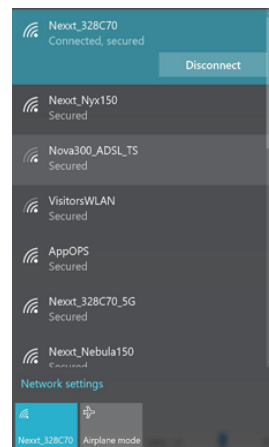 Nexxt_328C70
Connected, secured
Disconnect
Nexxt_Nyx150
Secured
Nova300_ADSL_TS
Secured
VisitorsWLAN
Secured
AppOPS
Secured
Nexxt_328C70_5G
Secured
Nexxt_Nebula150
Secured
Network settings
Nexxt_328C70
Airplane mode